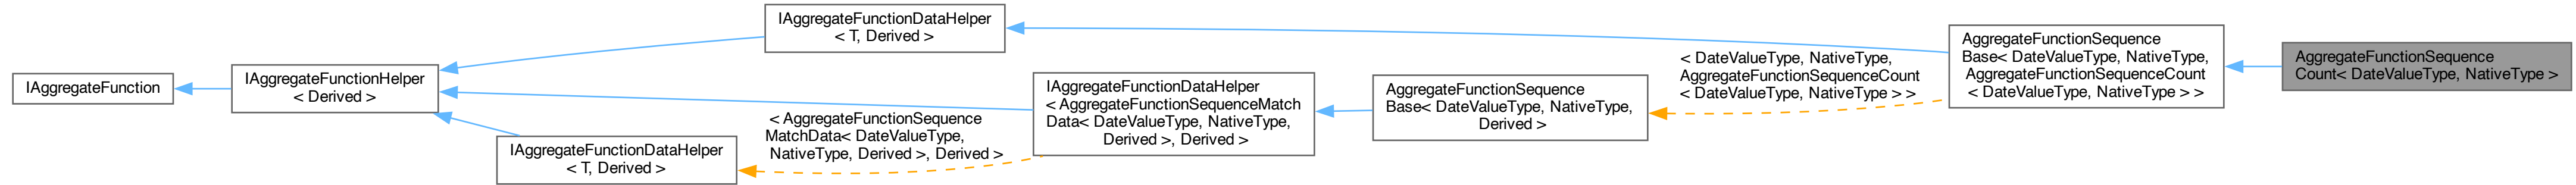 IAggregateFunction
IAggregateFunctionHelper
< Derived >
IAggregateFunctionDataHelper
< T, Derived >
IAggregateFunctionDataHelper
< AggregateFunctionSequenceMatch
Data< DateValueType, NativeType,
Derived >, Derived >
IAggregateFunctionDataHelper
< T, Derived >
< AggregateFunctionSequence
MatchData< DateValueType,
NativeType, Derived >, Derived >
AggregateFunctionSequence
Base< DateValueType, NativeType,
Derived >
< DateValueType, NativeType,
AggregateFunctionSequenceCount
< DateValueType, NativeType > >
AggregateFunctionSequence
Base< DateValueType, NativeType,
AggregateFunctionSequenceCount
< DateValueType, NativeType > >
AggregateFunctionSequence
Count< DateValueType, NativeType >